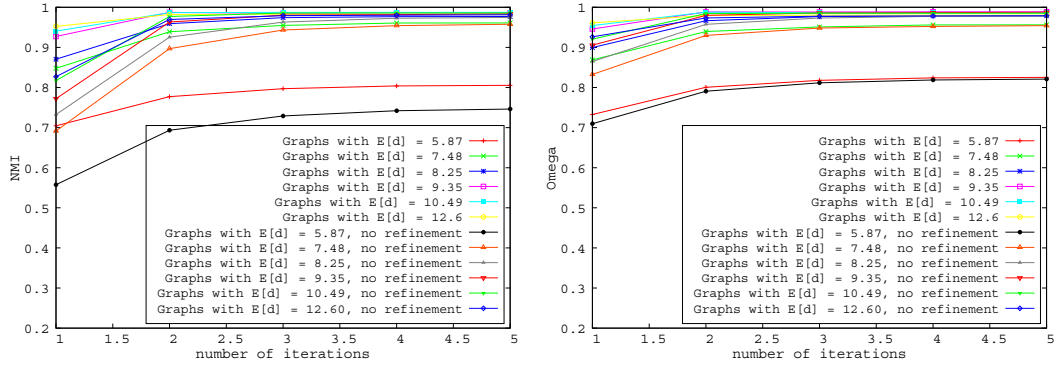 1
0.9
0.8
0.7
0.6
0.5
0.4
0.3
0.2
NMI
1
1.5
2
2.5
3
3.5
4
4.5
5
number of iterations
Graphs with E[d] = 5.87
Graphs with E[d] = 7.48
Graphs with E[d] = 8.25
Graphs with E[d] = 9.35
Graphs with E[d] = 10.49
Graphs with E[d] = 12.6
Graphs with E[d] = 5.87, no refinement
Graphs with E[d] = 7.48, no refinement
Graphs with E[d] = 8.25, no refinement
Graphs with E[d] = 9.35, no refinement
Graphs with E[d] = 10.49, no refinement
Graphs with E[d] = 12.60, no refinement
1
0.9
0.8
0.7
0.6
0.5
0.4
0.3
0.2
Omega
1
1.5
2
2.5
3
3.5
4
4.5
5
number of iterations
Graphs with E[d] = 5.87
Graphs with E[d] = 7.48
Graphs with E[d] = 8.25
Graphs with E[d] = 9.35
Graphs with E[d] = 10.49
Graphs with E[d] = 12.6
Graphs with E[d] = 5.87, no refinement
Graphs with E[d] = 7.48, no refinement
Graphs with E[d] = 8.25, no refinement
Graphs with E[d] = 9.35, no refinement
Graphs with E[d] = 10.49, no refinement
Graphs with E[d] = 12.60, no refinement